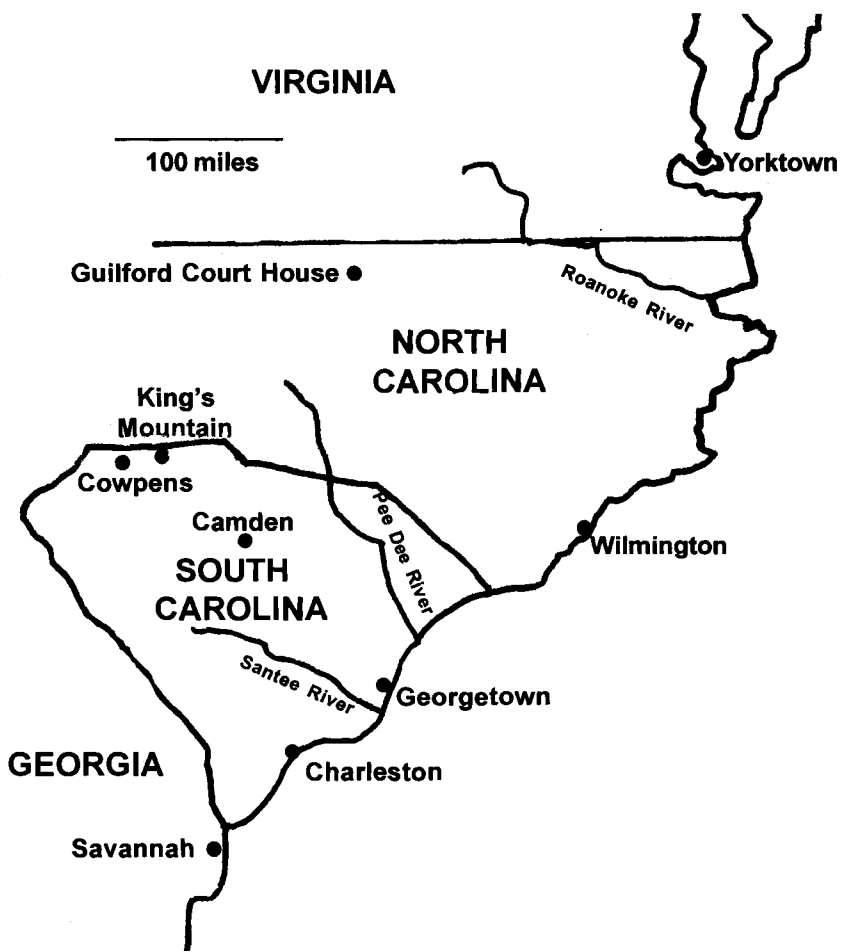 VIRGINIA
100 miles
Yorktown
Guilford Court House
Roanoke River
NORTH
CAROLINA
King's
Mountain
Cowpens
Pee Dee River
Camden
Wilmington
SOUTH
CAROLINA
Santee River
Georgetown
GEORGIA
Charleston
Savannah